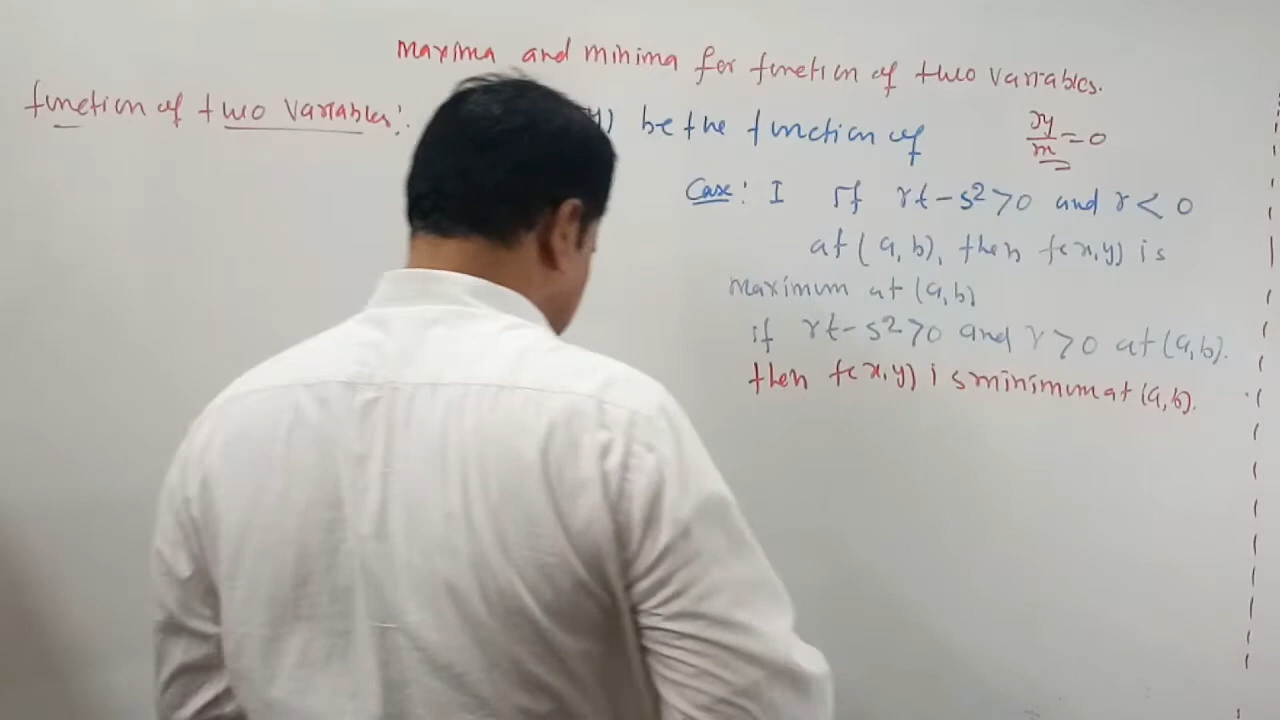 maxima and minima for function of two variables.
function of two variables:
y) be the function of
Case: I if rt-s²>0 and r<0
at (a,b), then f(x,y) is
maximum at (a,b)
if rt-s²>0 and r>0 at (a,b).
then f(x,y) is minimum at (a,b).